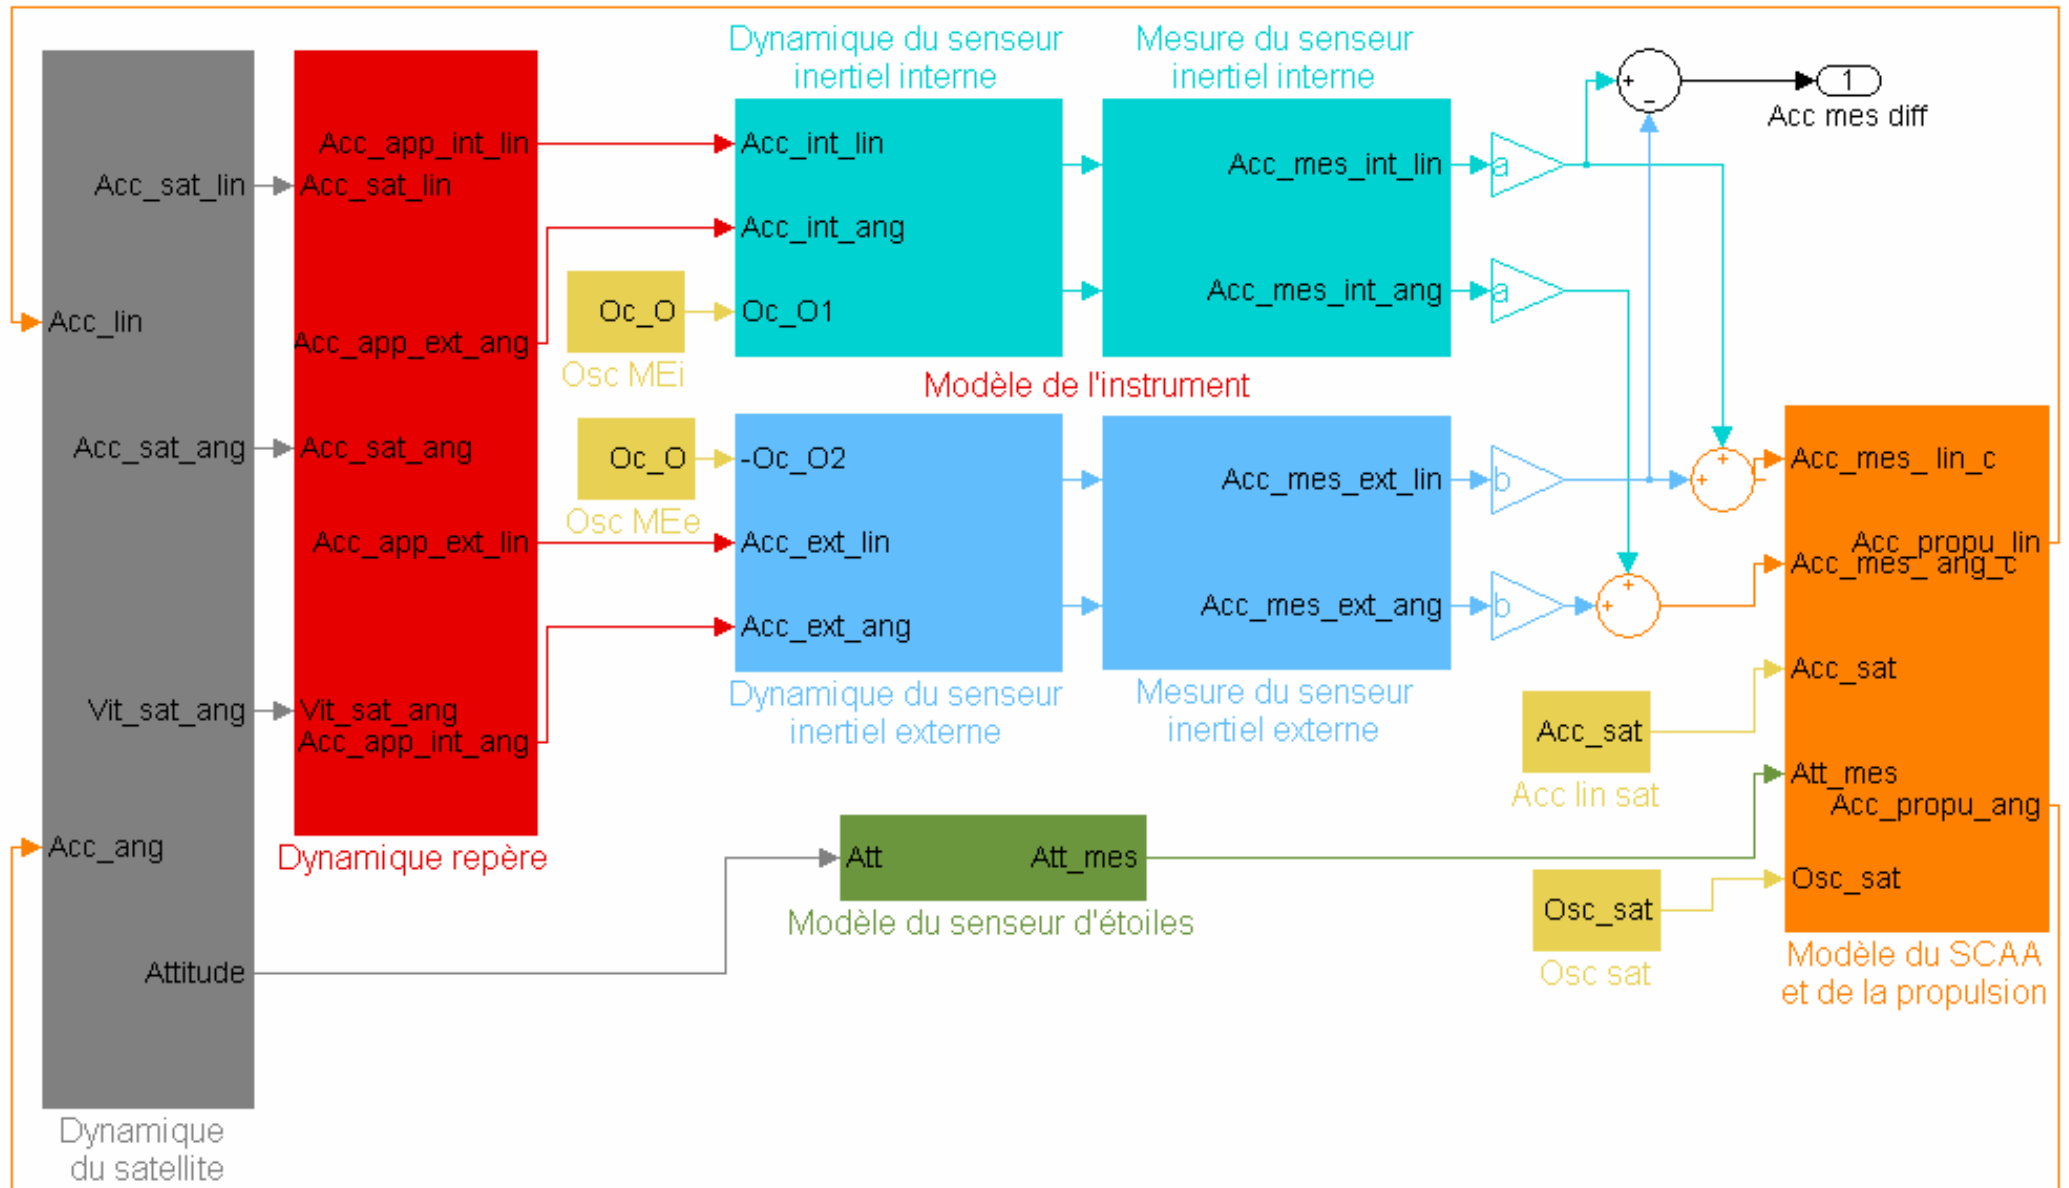 Dynamique du senseur
inertiel interne
Mesure du senseur
inertiel interne
+
-
1
Acc mes diff
Acc_sat_lin
Acc_lin
Acc_sat_ang
Vit_sat_ang
Acc_ang
Attitude
Dynamique
du satellite
Acc_app_int_lin
Acc_sat_lin
Acc_app_ext_ang
Acc_sat_ang
Acc_app_ext_lin
Vit_sat_ang
Acc_app_int_ang
Dynamique repère
Acc_int_lin
Acc_int_ang
Oc_O1
Oc_O
Osc MEi
Acc_mes_int_lin
Acc_mes_int_ang
a
a
Modèle de l'instrument
Oc_O
Osc MEe
-Oc_O2
Acc_ext_lin
Acc_ext_ang
Dynamique du senseur
inertiel externe
Acc_mes_ext_lin
Acc_mes_ext_ang
Mesure du senseur
inertiel externe
b
b
+
+
+
+
Att
Att_mes
Modèle du senseur d'étoiles
Acc_sat
Acc lin sat
Osc_sat
Osc sat
Acc_mes_ lin_c
Acc_propu_lin
Acc_mes_ ang_c
Acc_sat
Att_mes
Acc_propu_ang
Osc_sat
Modèle du SCAA
et de la propulsion